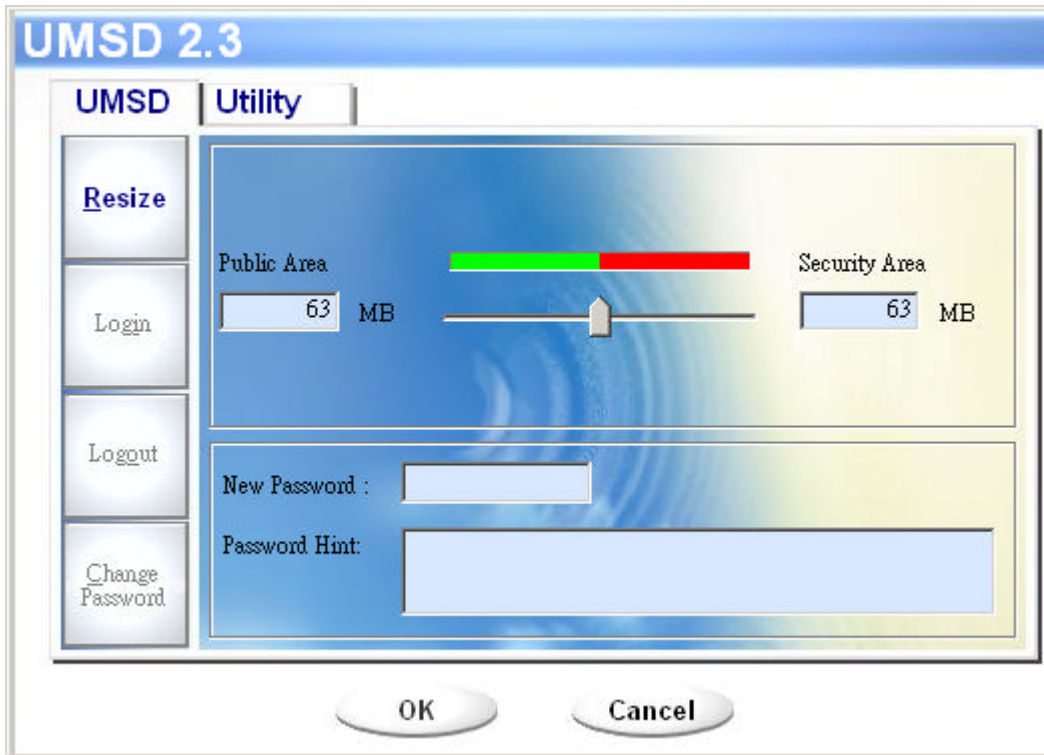 UMSD 2.3
UMSD Utility
Resize
Login
Logout
Change
Password
Public Area
63 MB
Security Area
63 MB
New Password :
Password Hint:
OK Cancel